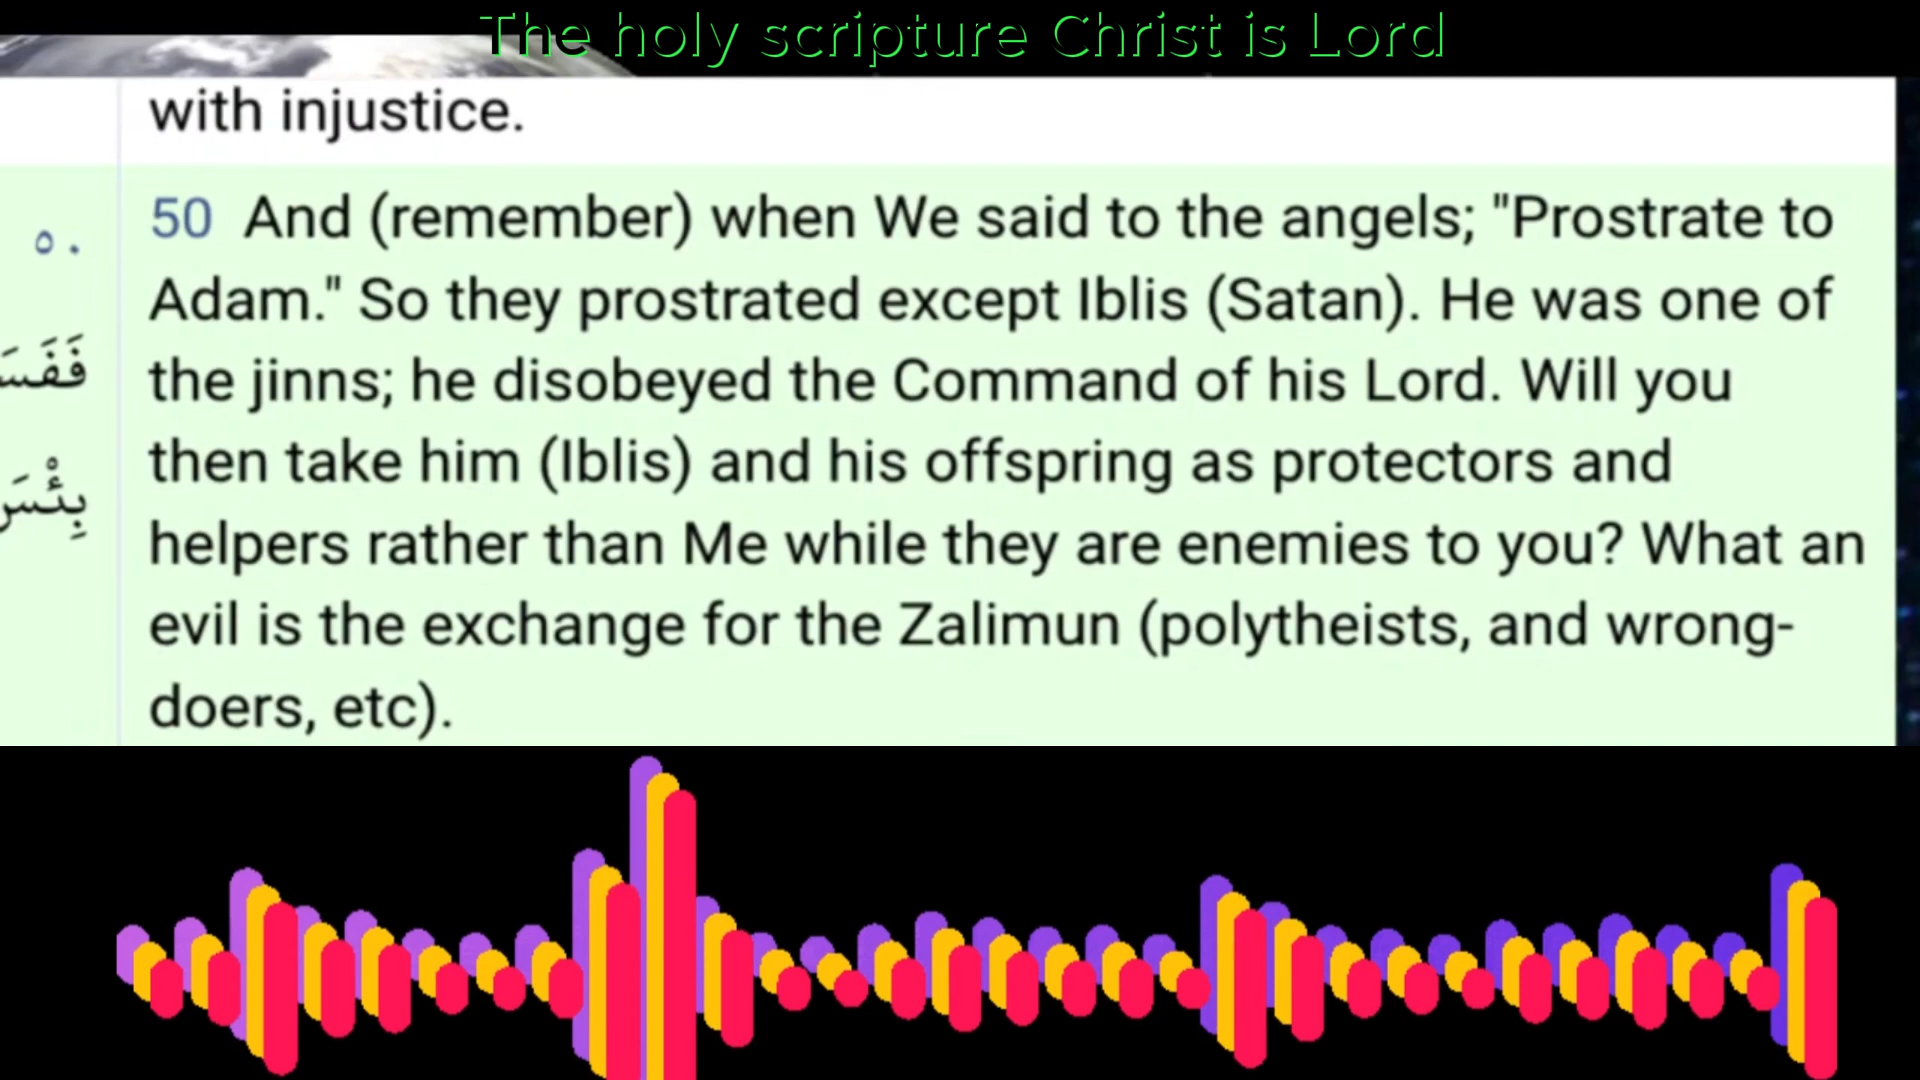 The holy scripture Christ is Lord
with injustice.
٥٠
50 And (remember) when We said to the angels; "Prostrate to
Adam." So they prostrated except Iblis (Satan). He was one of
the jinns; he disobeyed the Command of his Lord. Will you
then take him (Iblis) and his offspring as protectors and
helpers rather than Me while they are enemies to you? What an
evil is the exchange for the Zalimun (polytheists, and wrong-
doers, etc).